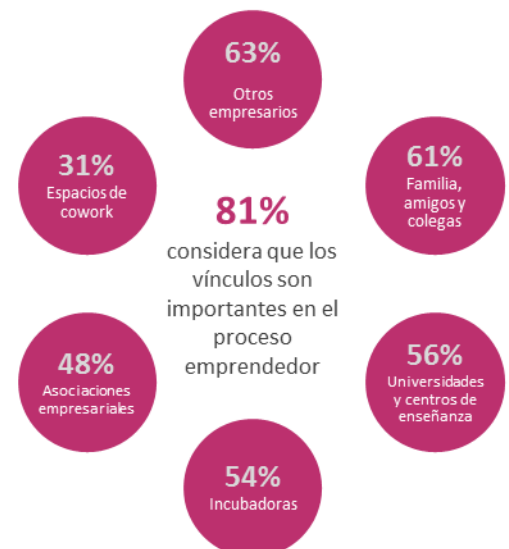 63%
Otros
empresarios
61%
Familia,
amigos y
colegas
56%
Universidades
y centros de
enseñanza
54%
Incubadoras
48%
Asociaciones
empresariales
31%
Espacios de
cowork
81%
considera que los
vínculos son
importantes en el
proceso
emprendedor